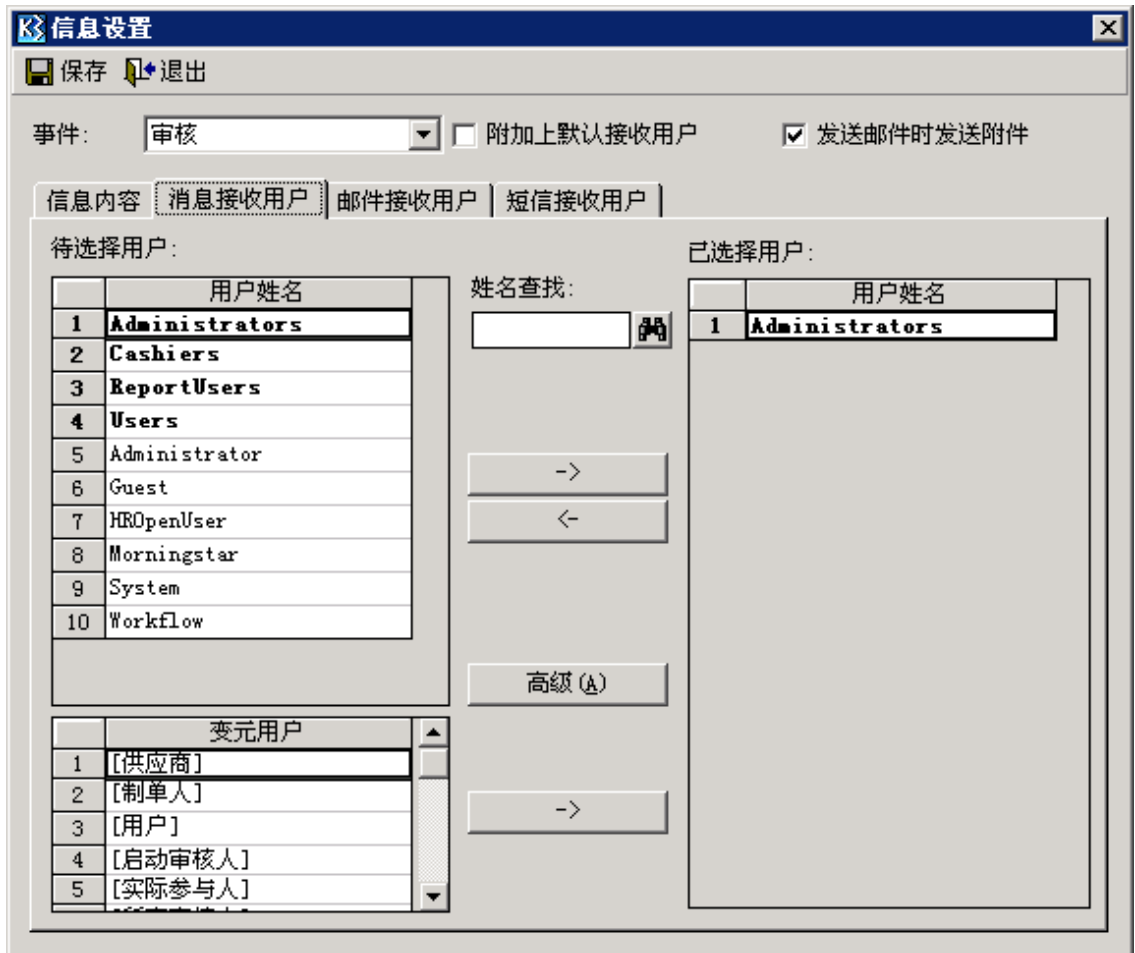 K3 信息设置
保存 退出
事件: 审核 附加上默认接收用户 发送邮件时发送附件
信息内容 消息接收用户 邮件接收用户 短信接收用户
待选择用户:
用户姓名
1 Administrators
2 Cashiers
3 ReportUsers
4 Users
5 Administrator
6 Guest
7 HROpenUser
8 Morningstar
9 System
10 Workflow
变元用户
1 [供应商]
2 [制单人]
3 [用户]
4 [启动审核人]
5 [实际参与人]
姓名查找:
->
<-
高级(A)
->
已选择用户:
用户姓名
1 Administrators